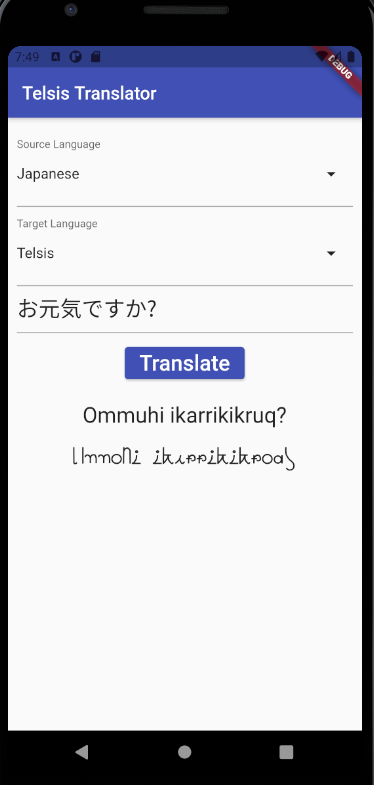 7:49
DEBUG
Telsis Translator
Source Language
Japanese
Target Language
Telsis
お元気ですか?
Translate
Ommuhi ikarrikikruq?